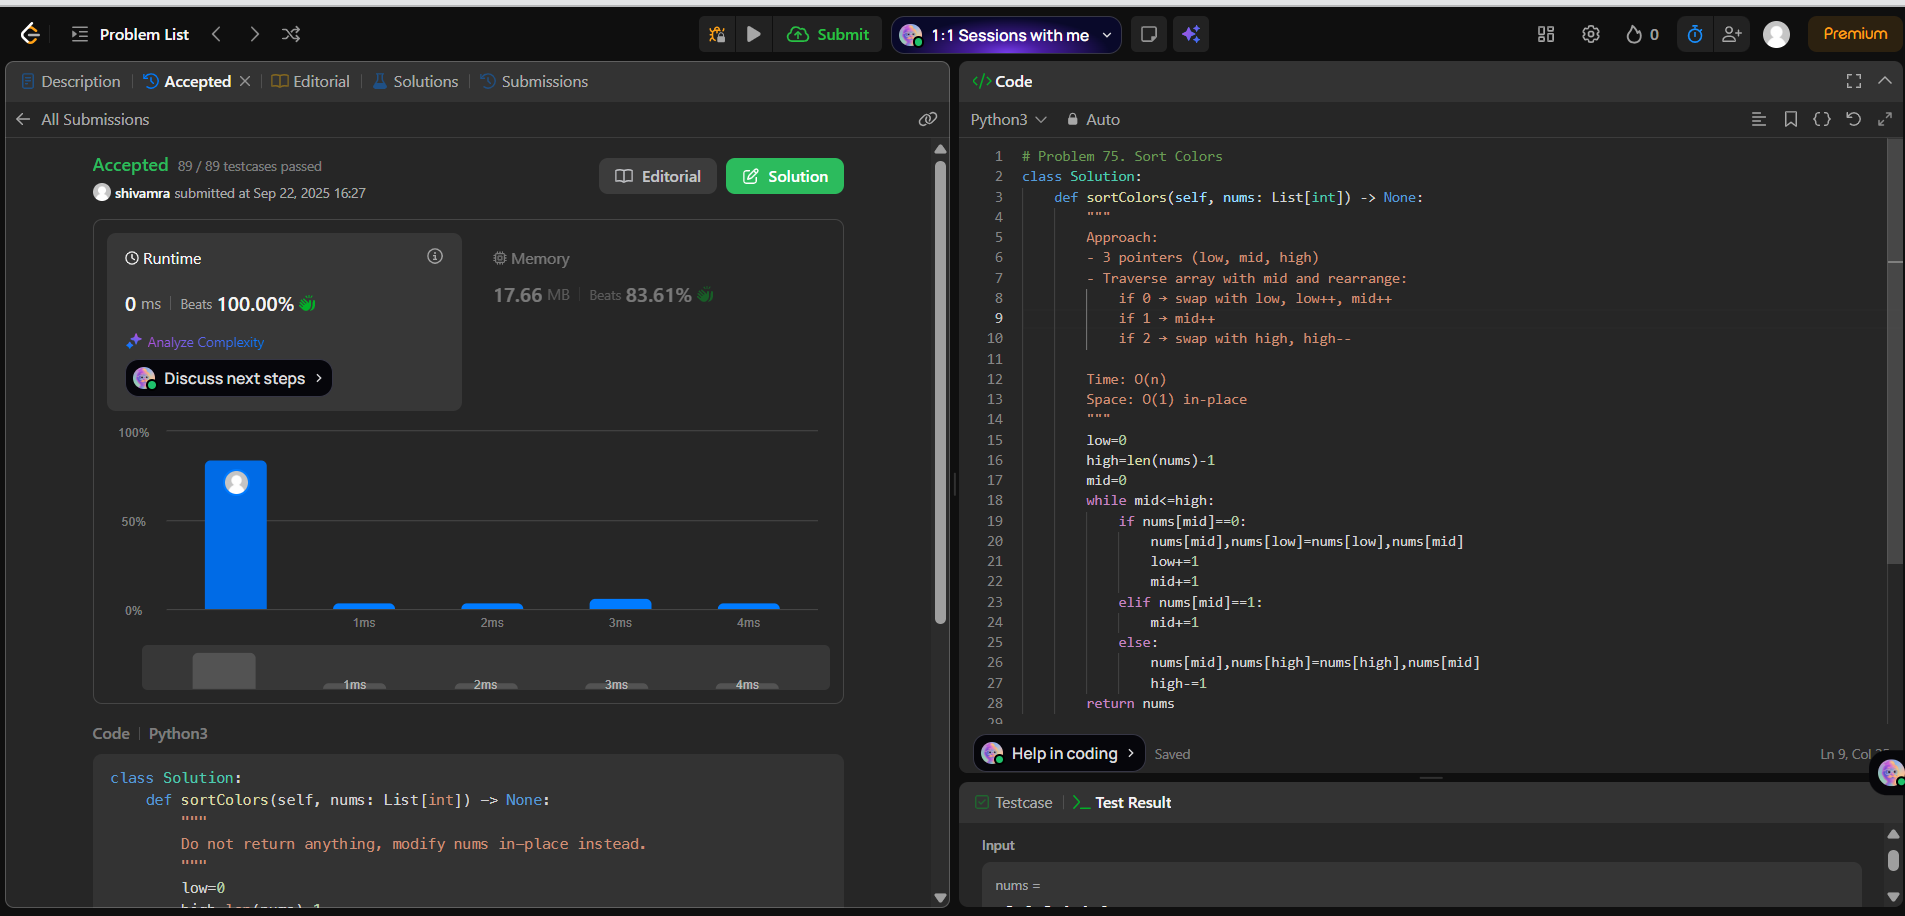 Problem List
Submit
1:1 Sessions with me
0
Premium
Description
Accepted
Editorial
Solutions
Submissions
All Submissions
Accepted 89 / 89 testcases passed
shivamra submitted at Sep 22, 2025 16:27
Editorial
Solution
Runtime
0 ms Beats 100.00%
Analyze Complexity
Discuss next steps
Memory
17.66 MB Beats 83.61%
100%
50%
0%
1ms 2ms 3ms 4ms
1ms 2ms 3ms 4ms
Code Python3
class Solution:
def sortColors(self, nums: List[int]) -> None:
"""
Do not return anything, modify nums in-place instead.
"""
low=0
high=len(nums)-1
Code
Python3 Auto
1 # Problem 75. Sort Colors
2 class Solution:
3 def sortColors(self, nums: List[int]) -> None:
4 """
5 Approach:
6 - 3 pointers (low, mid, high)
7 - Traverse array with mid and rearrange:
8 if 0 → swap with low, low++, mid++
9 if 1 → mid++
10 if 2 → swap with high, high--
11
12 Time: O(n)
13 Space: O(1) in-place
14 """
15 low=0
16 high=len(nums)-1
17 mid=0
18 while mid<=high:
19 if nums[mid]==0:
20 nums[mid],nums[low]=nums[low],nums[mid]
21 low+=1
22 mid+=1
23 elif nums[mid]==1:
24 mid+=1
25 else:
26 nums[mid],nums[high]=nums[high],nums[mid]
27 high-=1
28 return nums
29
Help in coding
Saved
Ln 9, Col
Testcase
Test Result
Input
nums =